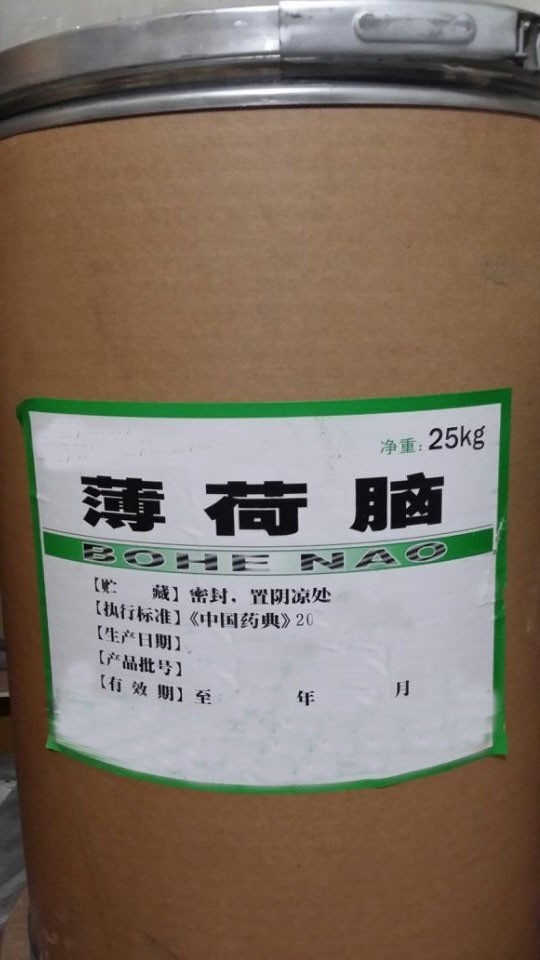 净重: 25kg
薄荷脑
BOHE NAO
【贮 藏】密封，置阴凉处
【执行标准】《中国药典》20
【生产日期】
【产品批号】
【有 效 期】至 年 月